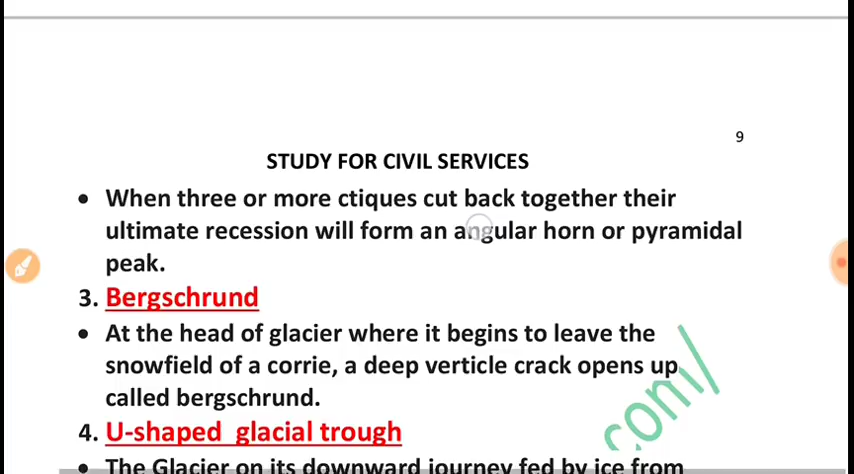 9
STUDY FOR CIVIL SERVICES
• When three or more ctiques cut back together their
ultimate recession will form an angular horn or pyramidal
peak.
3. Bergschrund
• At the head of glacier where it begins to leave the
snowfield of a corrie, a deep verticle crack opens up
called bergschrund.
com/
4. U-shaped glacial trough
• The Glacier on its downward journey fed by ice from